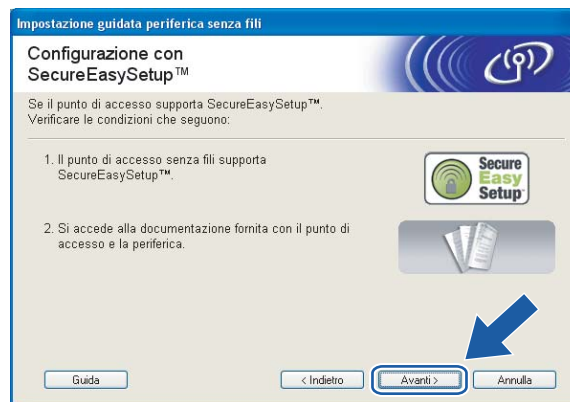 Impostazione guidata periferica senza fili
Configurazione con
SecureEasySetup™
Se il punto di accesso supporta SecureEasySetup™.
Verificare le condizioni che seguono:
1. Il punto di accesso senza fili supporta
SecureEasySetup™.
Secure
Easy
Setup
2. Si accede alla documentazione fornita con il punto di
accesso e la periferica.
Guida
< Indietro
Avanti >
Annulla